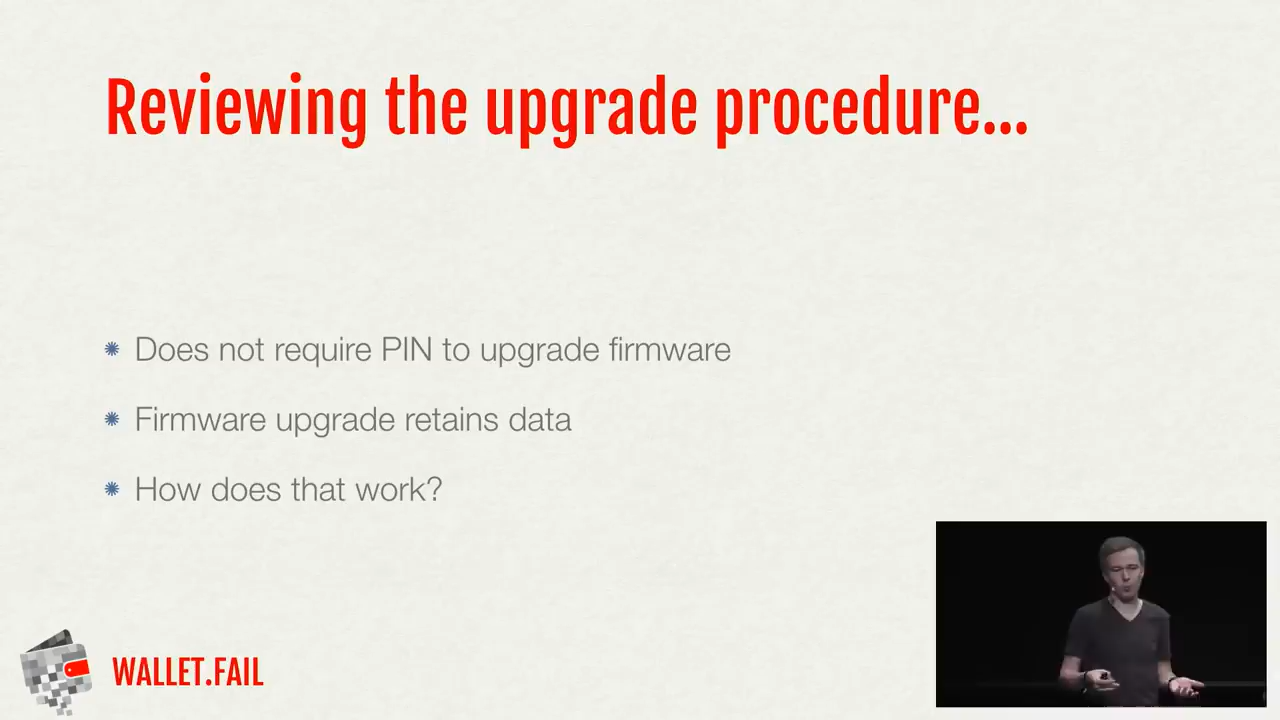 Reviewing the upgrade procedure...
Does not require PIN to upgrade firmware
Firmware upgrade retains data
How does that work?
WALLET.FAIL